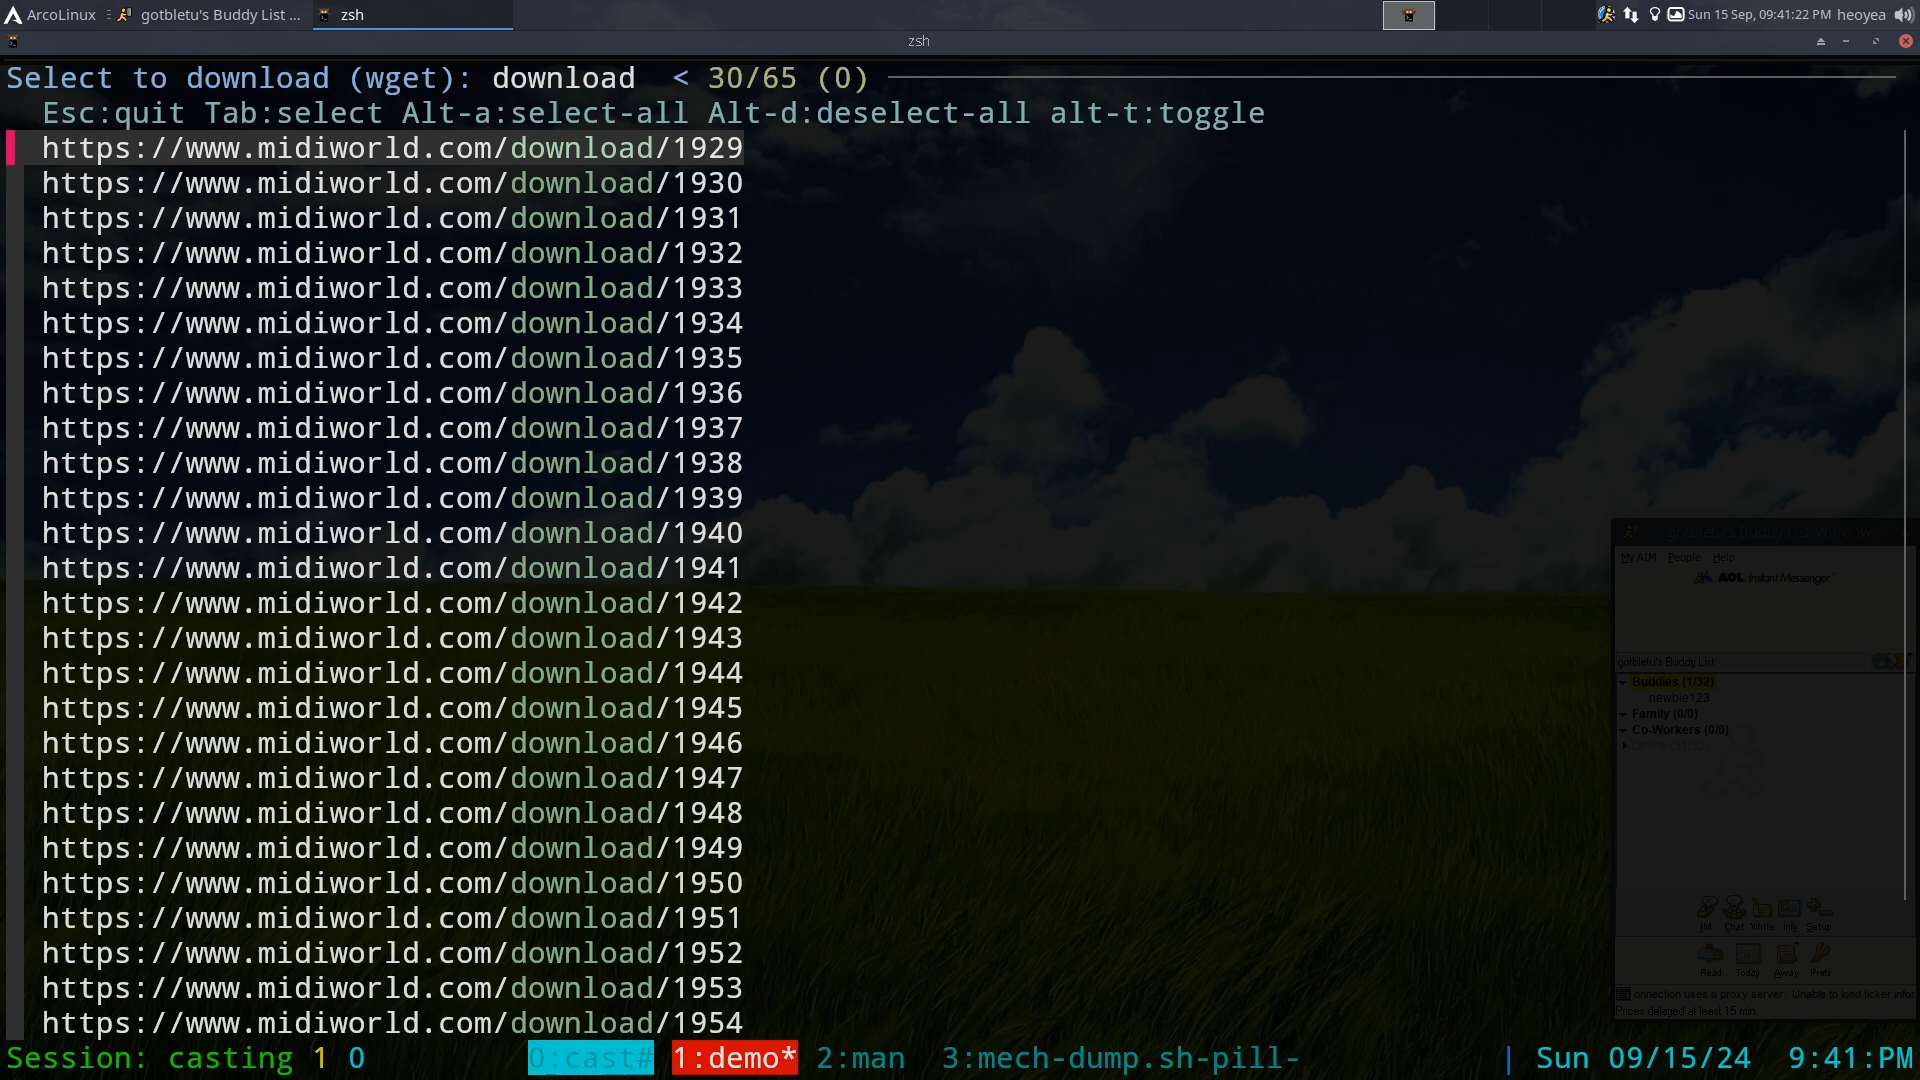 ArcoLinux gotbletu's Buddy List ... zsh Sun 15 Sep, 09:41:22 PM heoyea
zsh
Select to download (wget): download < 30/65 (0)
Esc:quit Tab:select Alt-a:select-all Alt-d:deselect-all alt-t:toggle
https://www.midiworld.com/download/1929
https://www.midiworld.com/download/1930
https://www.midiworld.com/download/1931
https://www.midiworld.com/download/1932
https://www.midiworld.com/download/1933
https://www.midiworld.com/download/1934
https://www.midiworld.com/download/1935
https://www.midiworld.com/download/1936
https://www.midiworld.com/download/1937
https://www.midiworld.com/download/1938
https://www.midiworld.com/download/1939
https://www.midiworld.com/download/1940
https://www.midiworld.com/download/1941
https://www.midiworld.com/download/1942
https://www.midiworld.com/download/1943
https://www.midiworld.com/download/1944
https://www.midiworld.com/download/1945
https://www.midiworld.com/download/1946
https://www.midiworld.com/download/1947
https://www.midiworld.com/download/1948
https://www.midiworld.com/download/1949
https://www.midiworld.com/download/1950
https://www.midiworld.com/download/1951
https://www.midiworld.com/download/1952
https://www.midiworld.com/download/1953
https://www.midiworld.com/download/1954
gotbletu's Buddy List Window
My AIM People Help
AOL Instant Messenger
gotbletu's Buddy List
Buddies (1/32)
newbie123
Family (0/0)
Co-Workers (0/0)
Offline (31/32)
IM Chat Write Info Setup
Read Today Away Prefs
onnection uses a proxy server. Unable to load ticker infor
Prices delayed at least 15 min.
Session: casting 1 0 0:cast# 1:demo* 2:man 3:mech-dump.sh-pill- | Sun 09/15/24 9:41:PM